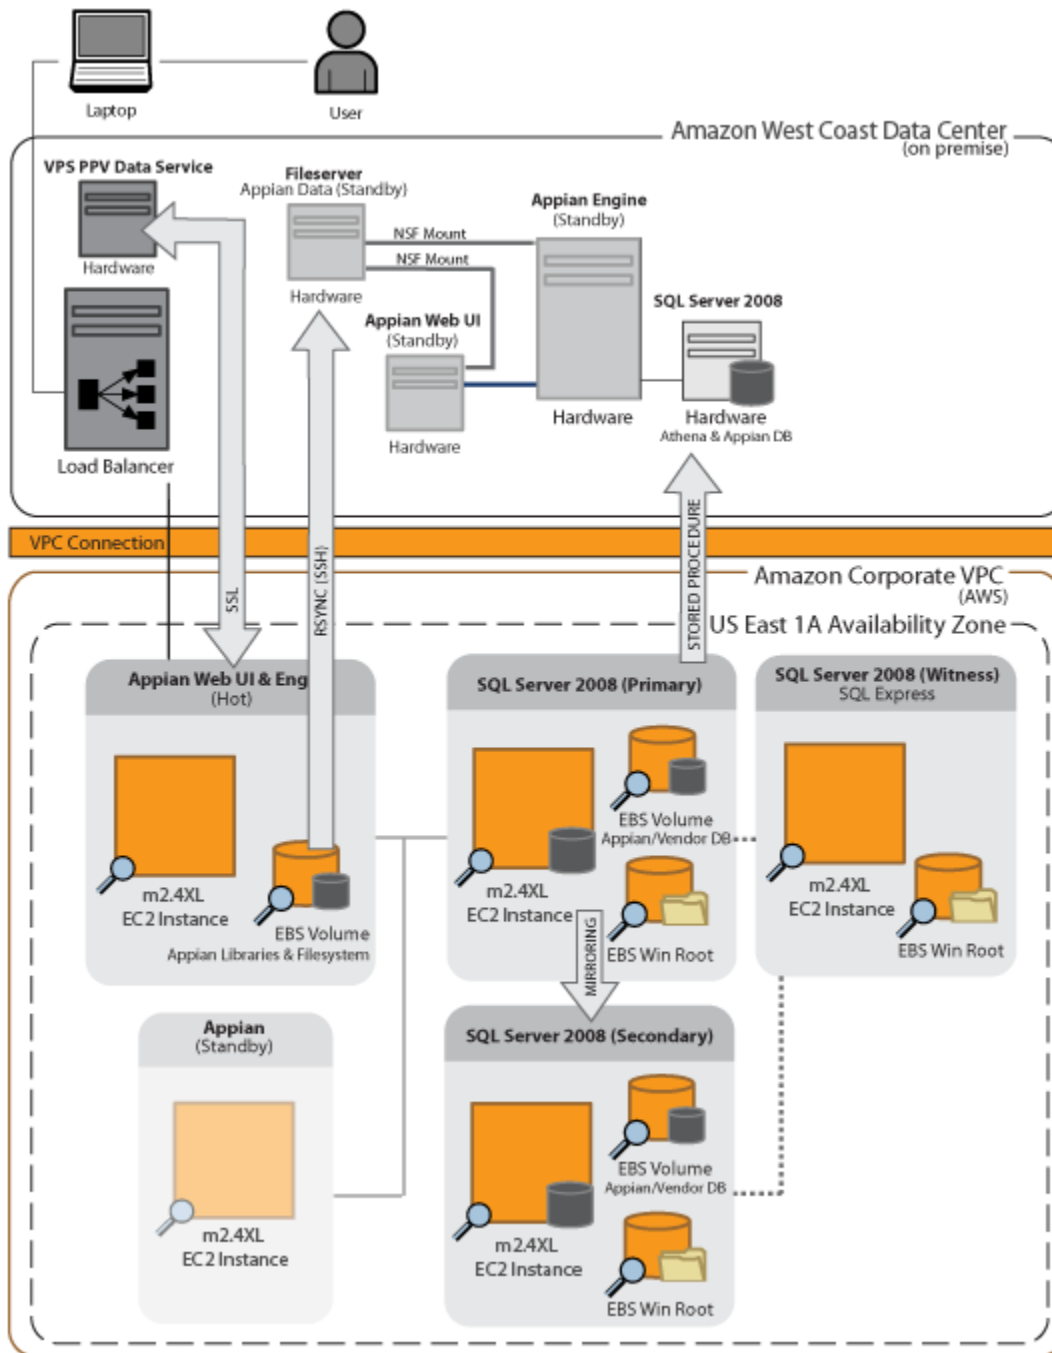 Laptop
User
Amazon West Coast Data Center
(on premise)
VPS PPV Data Service
Hardware
Fileserver
Appian Data (Standby)
Hardware
NSF Mount
NSF Mount
Appian Engine
(Standby)
Hardware
Appian Web UI
(Standby)
Hardware
SQL Server 2008
Hardware
Athena & Appian DB
Load Balancer
VPC Connection
SSL
RSYNC (SSH)
STORED PROCEDURE
Amazon Corporate VPC
(AWS)
US East 1A Availability Zone
Appian Web UI & Eng
(Hot)
m2.4XL
EC2 Instance
EBS Volume
Appian Libraries & Filesystem
SQL Server 2008 (Primary)
m2.4XL
EC2 Instance
EBS Volume
Appian/Vendor DB
EBS Win Root
SQL Server 2008 (Witness)
SQL Express
m2.4XL
EC2 Instance
EBS Win Root
MIRRORING
Appian
(Standby)
m2.4XL
EC2 Instance
SQL Server 2008 (Secondary)
m2.4XL
EC2 Instance
EBS Volume
Appian/Vendor DB
EBS Win Root